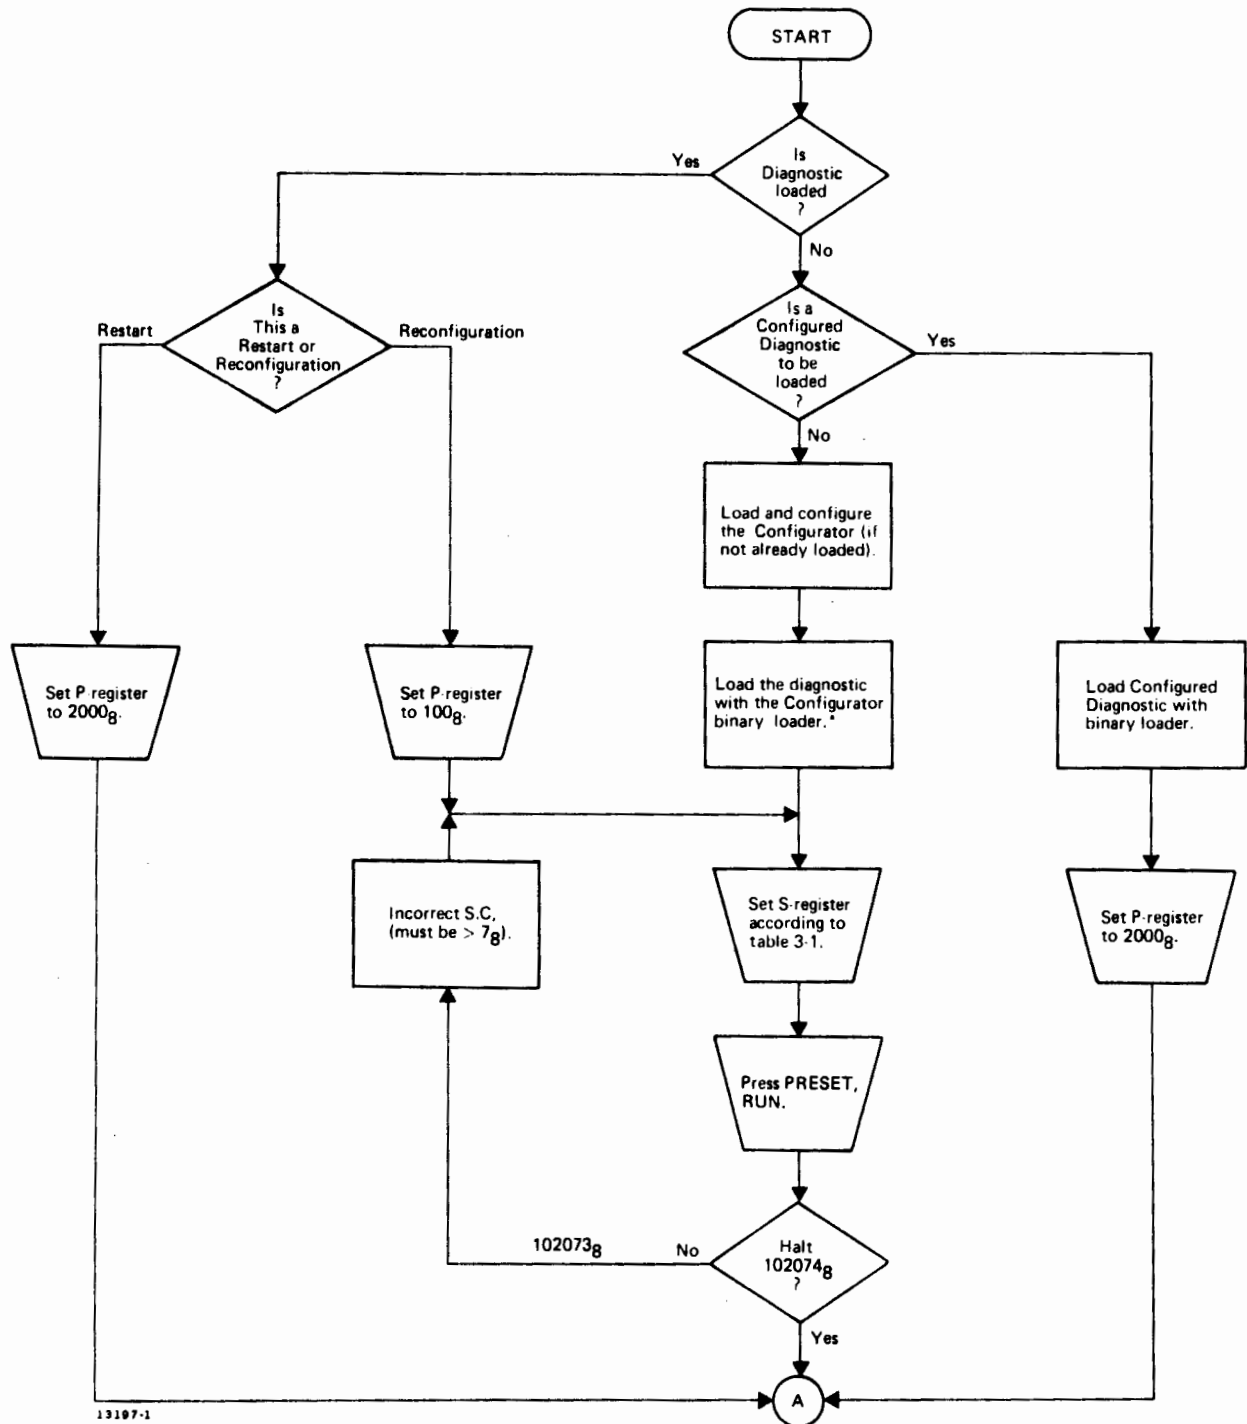 START
Is
Diagnostic
loaded
?
Yes
No
Is
This a
Restart or
Reconfiguration
?
Restart
Reconfiguration
Is a
Configured
Diagnostic
to be
loaded
?
Yes
No
Load and configure
the Configurator (if
not already loaded).
Set P-register
to 2000₈.
Set P-register
to 100₈.
Load the diagnostic
with the Configurator
binary loader.*
Load Configured
Diagnostic with
binary loader.
Incorrect S.C,
(must be > 7₈).
Set S-register
according to
table 3-1.
Set P-register
to 2000₈.
Press PRESET,
RUN.
102073₈
No
Halt
102074₈
?
Yes
A
13197-1